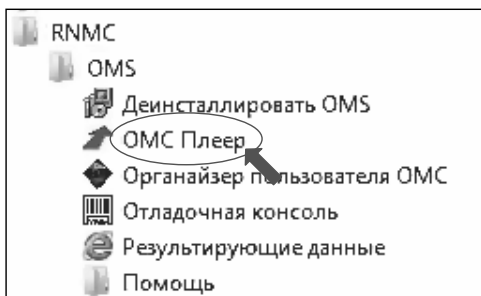 RNMC
OMS
Деинсталлировать OMS
ОМС Плеер
Органайзер пользователя ОМС
Отладочная консоль
Результирующие данные
Помощь